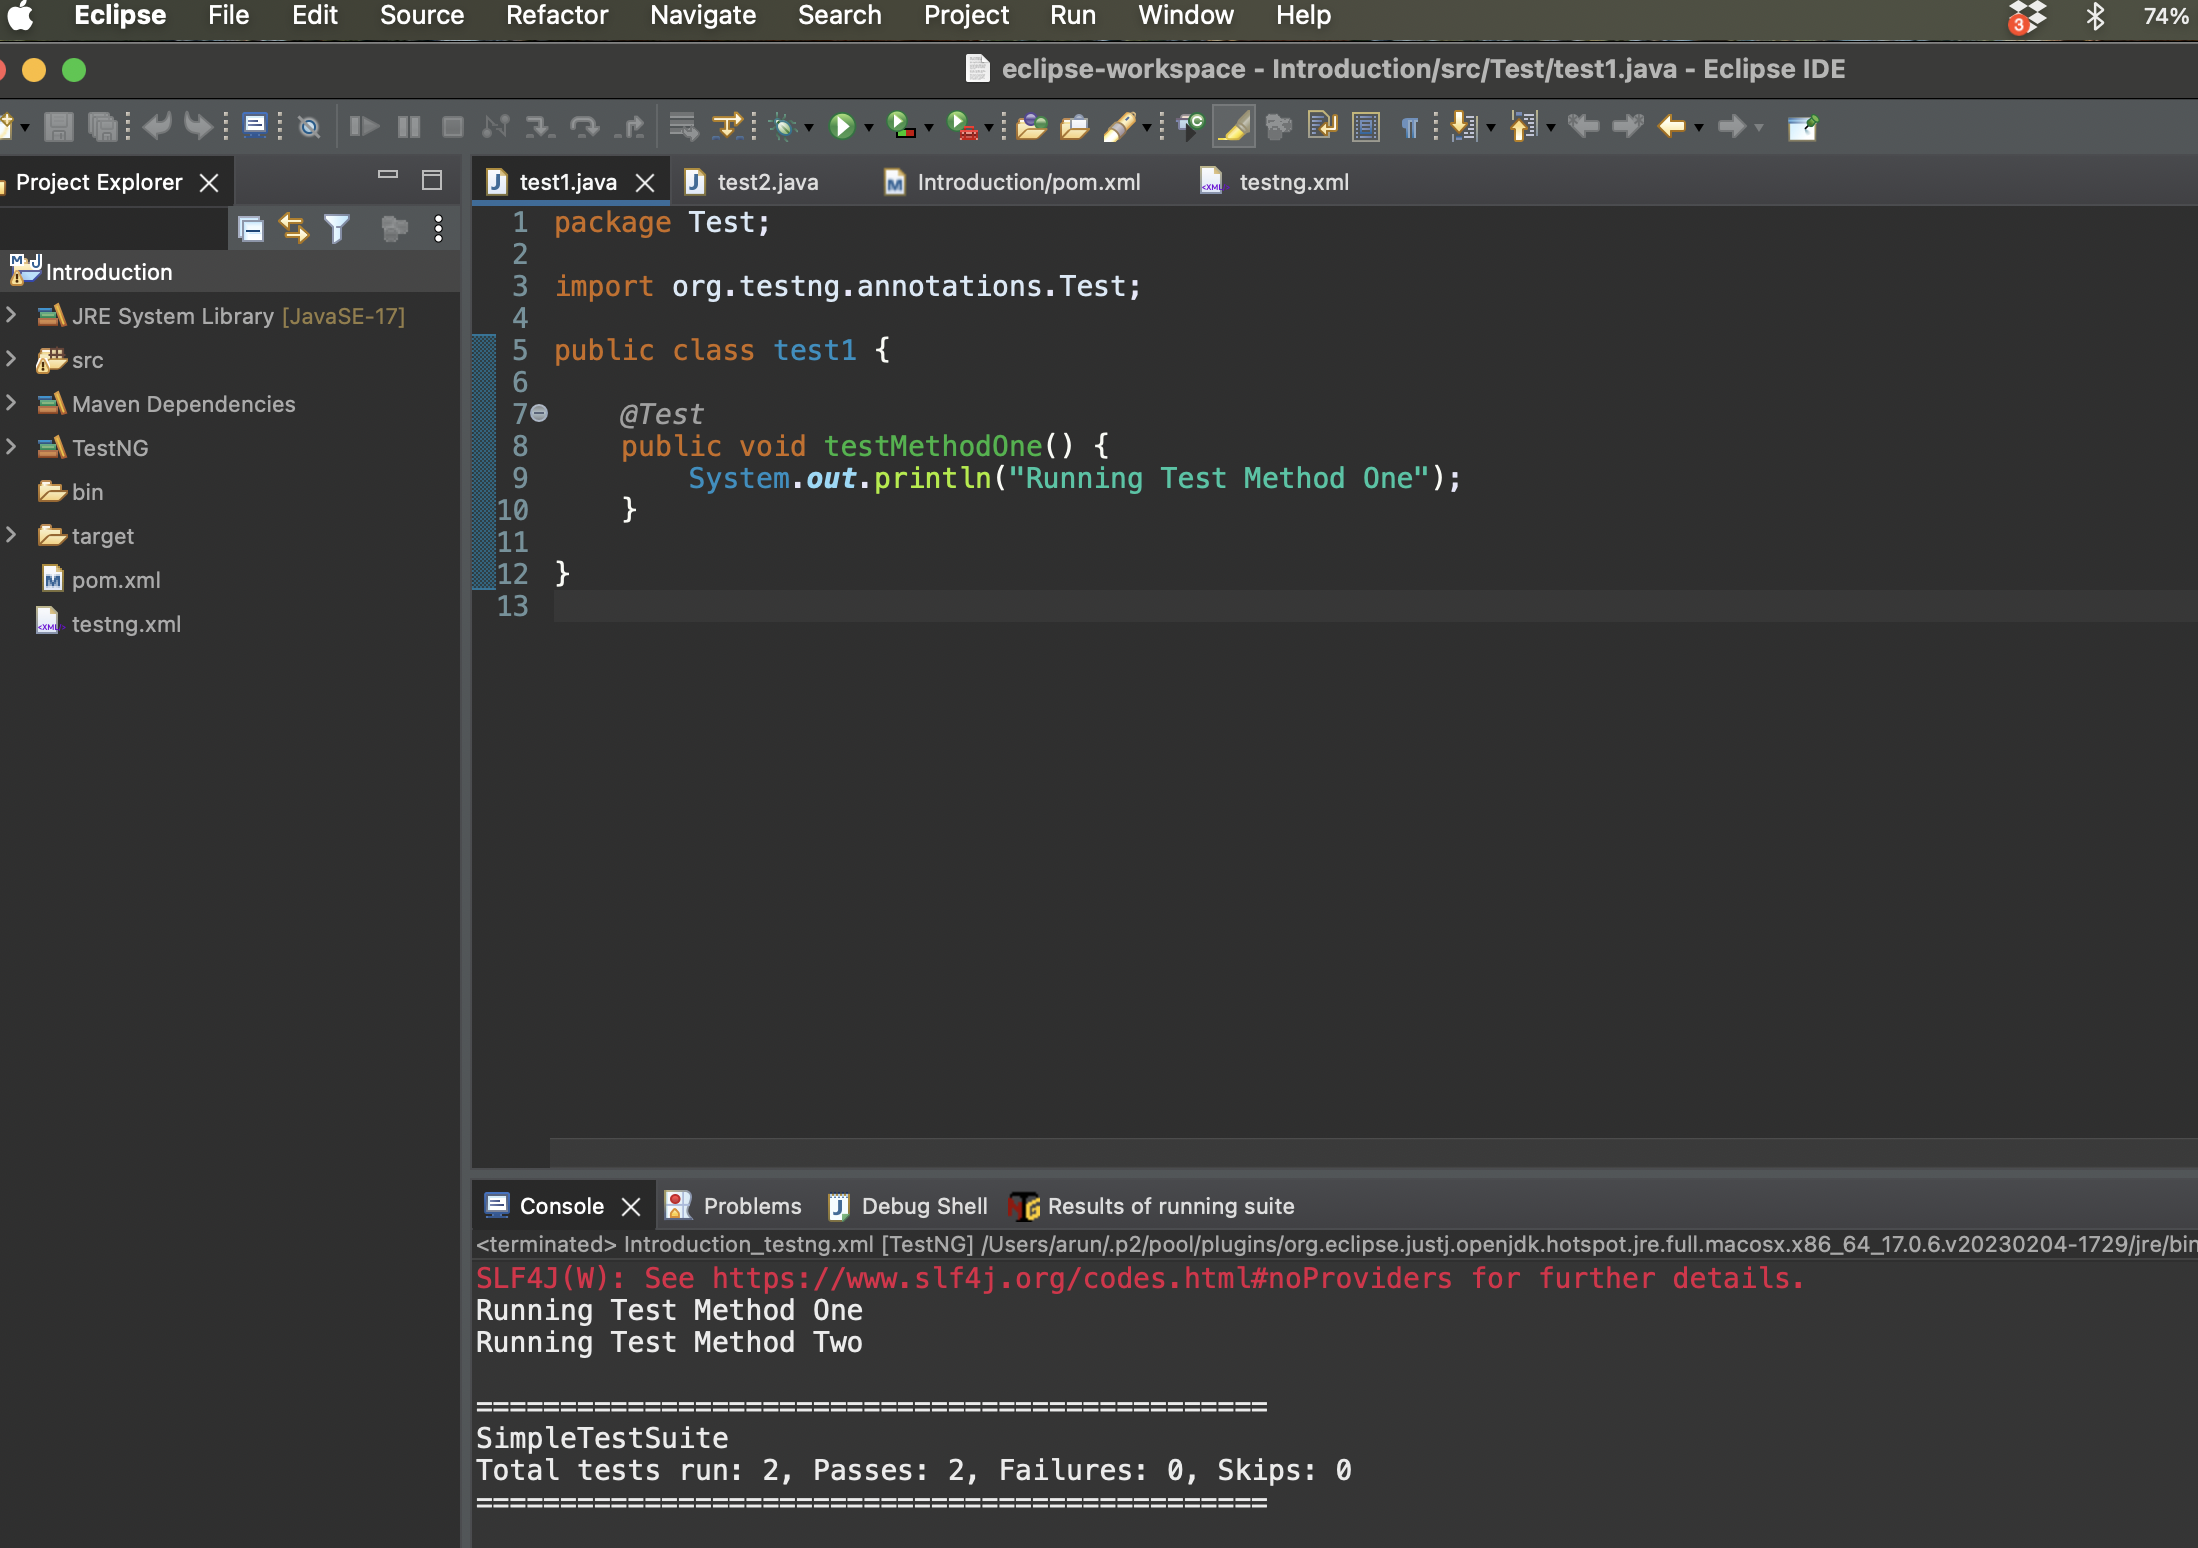 Eclipse File Edit Source Refactor Navigate Search Project Run Window Help 3 74%
eclipse-workspace - Introduction/src/Test/test1.java - Eclipse IDE
Project Explorer
Introduction
JRE System Library [JavaSE-17]
src
Maven Dependencies
TestNG
bin
target
pom.xml
testng.xml
test1.java test2.java Introduction/pom.xml testng.xml
1 package Test;
2
3 import org.testng.annotations.Test;
4
5 public class test1 {
6
7 @Test
8 public void testMethodOne() {
9 System.out.println("Running Test Method One");
10 }
11
12 }
13
Console Problems Debug Shell Results of running suite
<terminated> Introduction_testng.xml [TestNG] /Users/arun/.p2/pool/plugins/org.eclipse.justj.openjdk.hotspot.jre.full.macosx.x86_64_17.0.6.v20230204-1729/jre/bin
SLF4J(W): See https://www.slf4j.org/codes.html#noProviders for further details.
Running Test Method One
Running Test Method Two
===============================================
SimpleTestSuite
Total tests run: 2, Passes: 2, Failures: 0, Skips: 0
===============================================